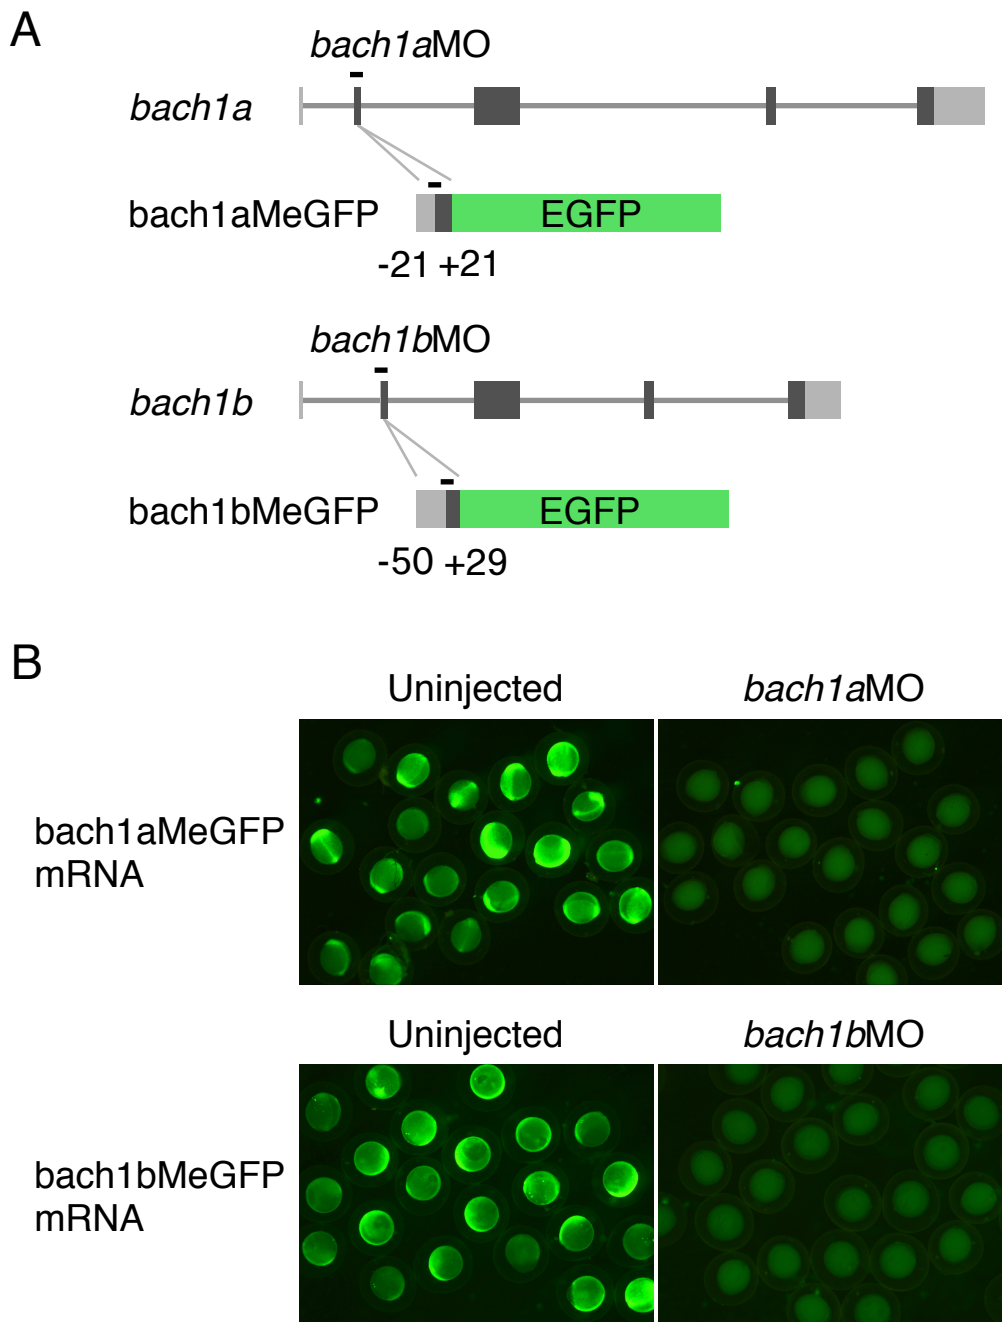 A
bach1aMO
bach1a
bach1aMeGFP
EGFP
-21 +21
bach1bMO
bach1b
bach1bMeGFP
EGFP
-50 +29
B
Uninjected
bach1aMO
bach1aMeGFP
mRNA
Uninjected
bach1bMO
bach1bMeGFP
mRNA